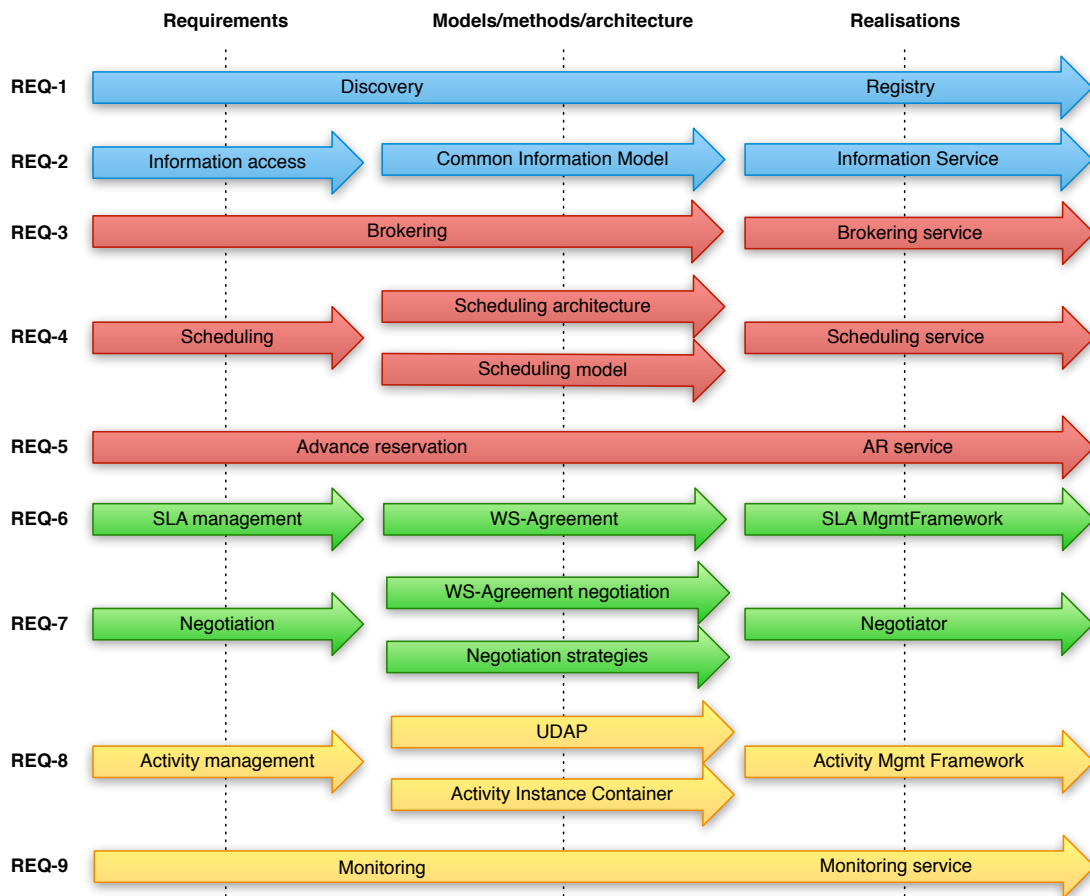 Requirements Models/methods/architecture Realisations
REQ-1 Discovery Registry
REQ-2 Information access Common Information Model Information Service
REQ-3 Brokering Brokering service
Scheduling architecture
REQ-4 Scheduling Scheduling service
Scheduling model
REQ-5 Advance reservation AR service
REQ-6 SLA management WS-Agreement SLA MgmtFramework
WS-Agreement negotiation
REQ-7 Negotiation Negotiator
Negotiation strategies
UDAP
REQ-8 Activity management Activity Mgmt Framework
Activity Instance Container
REQ-9 Monitoring Monitoring service